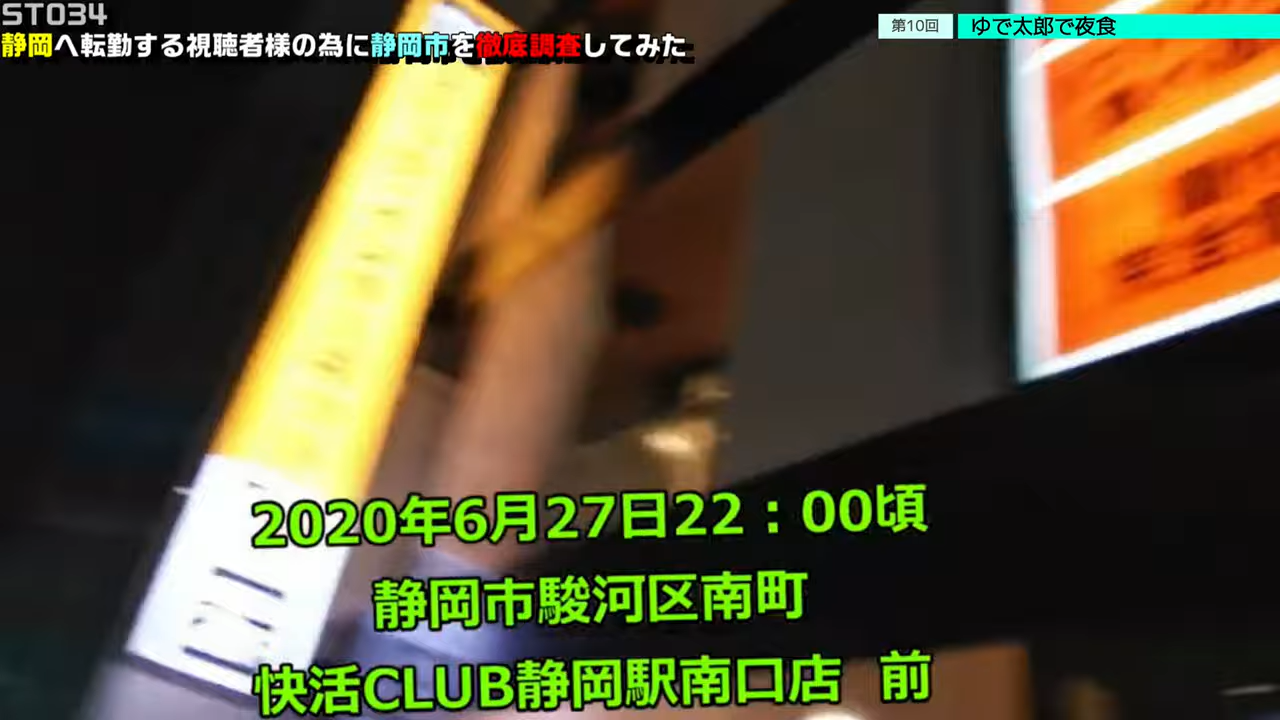 ST034
静岡へ転勤する視聴者様の為に静岡市を徹底調査してみた
第10回
ゆで太郎で夜食
2020年6月27日22：00頃
静岡市駿河区南町
快活CLUB静岡駅南口店 前